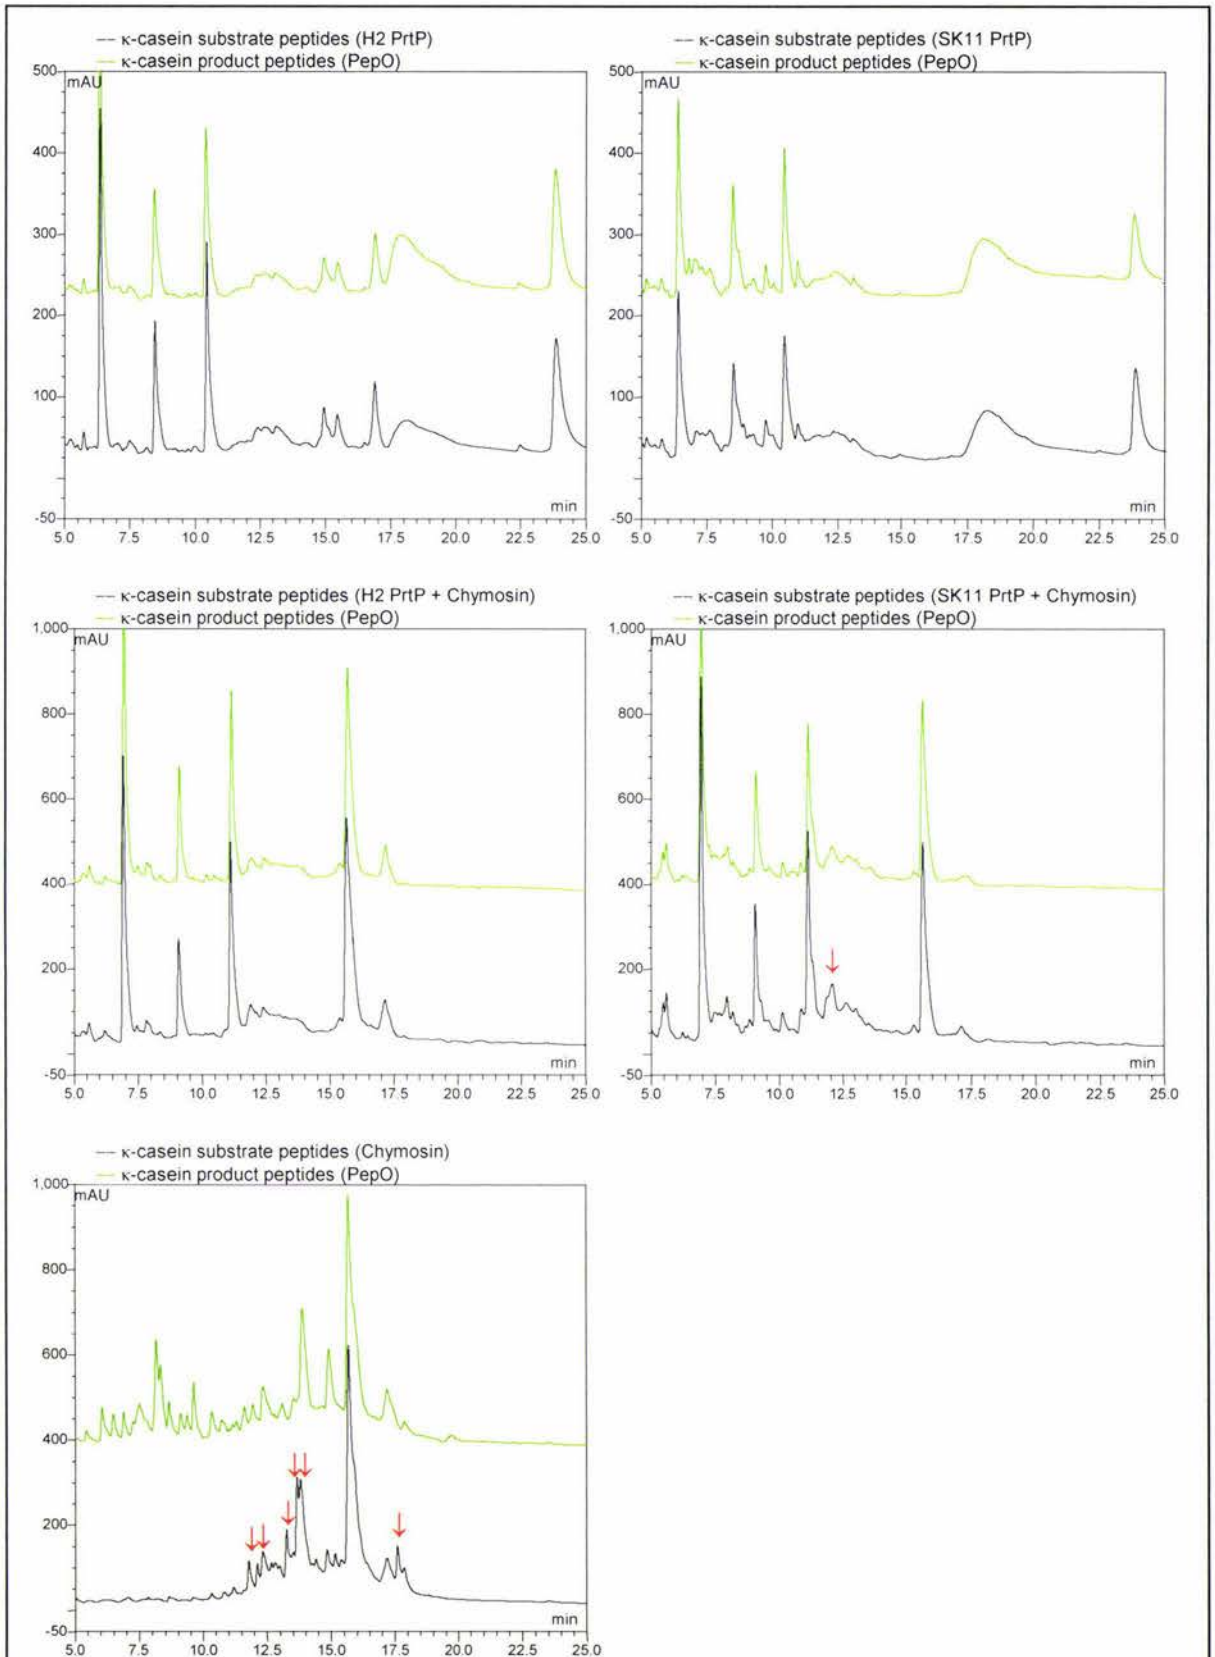 κ-casein substrate peptides (H2 PrtP)
κ-casein product peptides (PepO)
500
mAU
400
300
200
100
-50
min
5.0 7.5 10.0 12.5 15.0 17.5 20.0 22.5 25.0
κ-casein substrate peptides (SK11 PrtP)
κ-casein product peptides (PepO)
500
mAU
400
300
200
100
-50
min
5.0 7.5 10.0 12.5 15.0 17.5 20.0 22.5 25.0
κ-casein substrate peptides (H2 PrtP + Chymosin)
κ-casein product peptides (PepO)
1,000
mAU
800
600
400
200
-50
min
5.0 7.5 10.0 12.5 15.0 17.5 20.0 22.5 25.0
κ-casein substrate peptides (SK11 PrtP + Chymosin)
κ-casein product peptides (PepO)
1,000
mAU
800
600
400
200
-50
min
5.0 7.5 10.0 12.5 15.0 17.5 20.0 22.5 25.0
κ-casein substrate peptides (Chymosin)
κ-casein product peptides (PepO)
1,000
mAU
800
600
400
200
-50
min
5.0 7.5 10.0 12.5 15.0 17.5 20.0 22.5 25.0